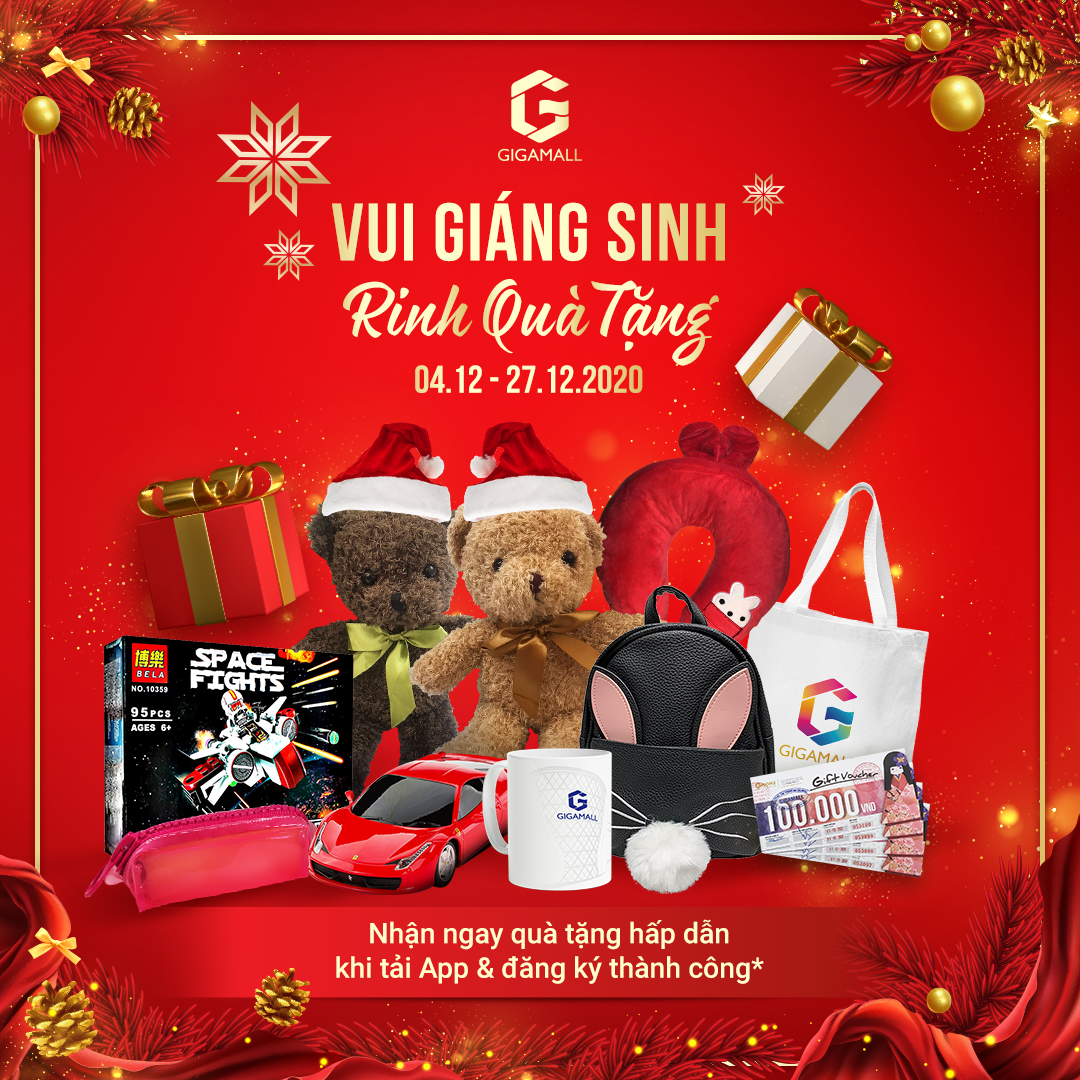 GIGAMALL
VUI GIÁNG SINH
Rinh Quà Tặng
04.12 - 27.12.2020
博樂
BELA
NO.10359
95 PCS
AGES 6+
SPACE
FIGHTS
GIGAMALL
GIGAMALL
Gift Voucher
100.000 VND
Nhận ngay quà tặng hấp dẫn
khi tải App & đăng ký thành công*